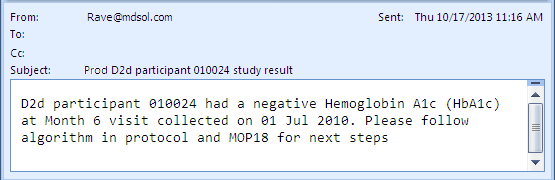 From: Rave@mdsol.com Sent: Thu 10/17/2013 11:16 AM
To:
Cc:
Subject: Prod D2d participant 010024 study result
D2d participant 010024 had a negative Hemoglobin A1c (HbA1c)
at Month 6 visit collected on 01 Jul 2010. Please follow
algorithm in protocol and MOP18 for next steps